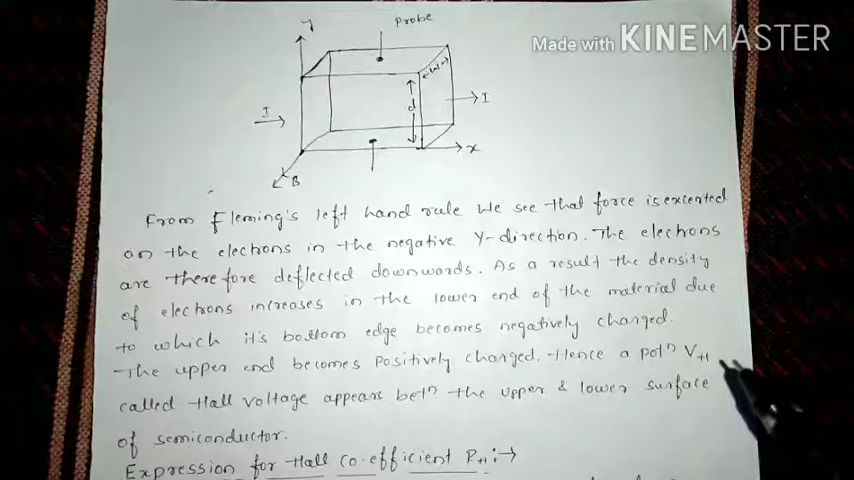 Made with KINEMASTER
Y
Probe
W
I
d
I
x
B
From Fleming's left hand rule We see that force is excerted
on the electrons in the negative Y-direction. The electrons
are therefore deflected downwards. As a result the density
of electrons increases in the lower end of the material due
to which it's bottom edge becomes negatively charged.
The upper end becomes Positively charged. Hence a potⁿ V_H
called Hall Voltage appears betⁿ the upper & lower surface
of semiconductor.
Expression for Hall Co-efficient R_H :→